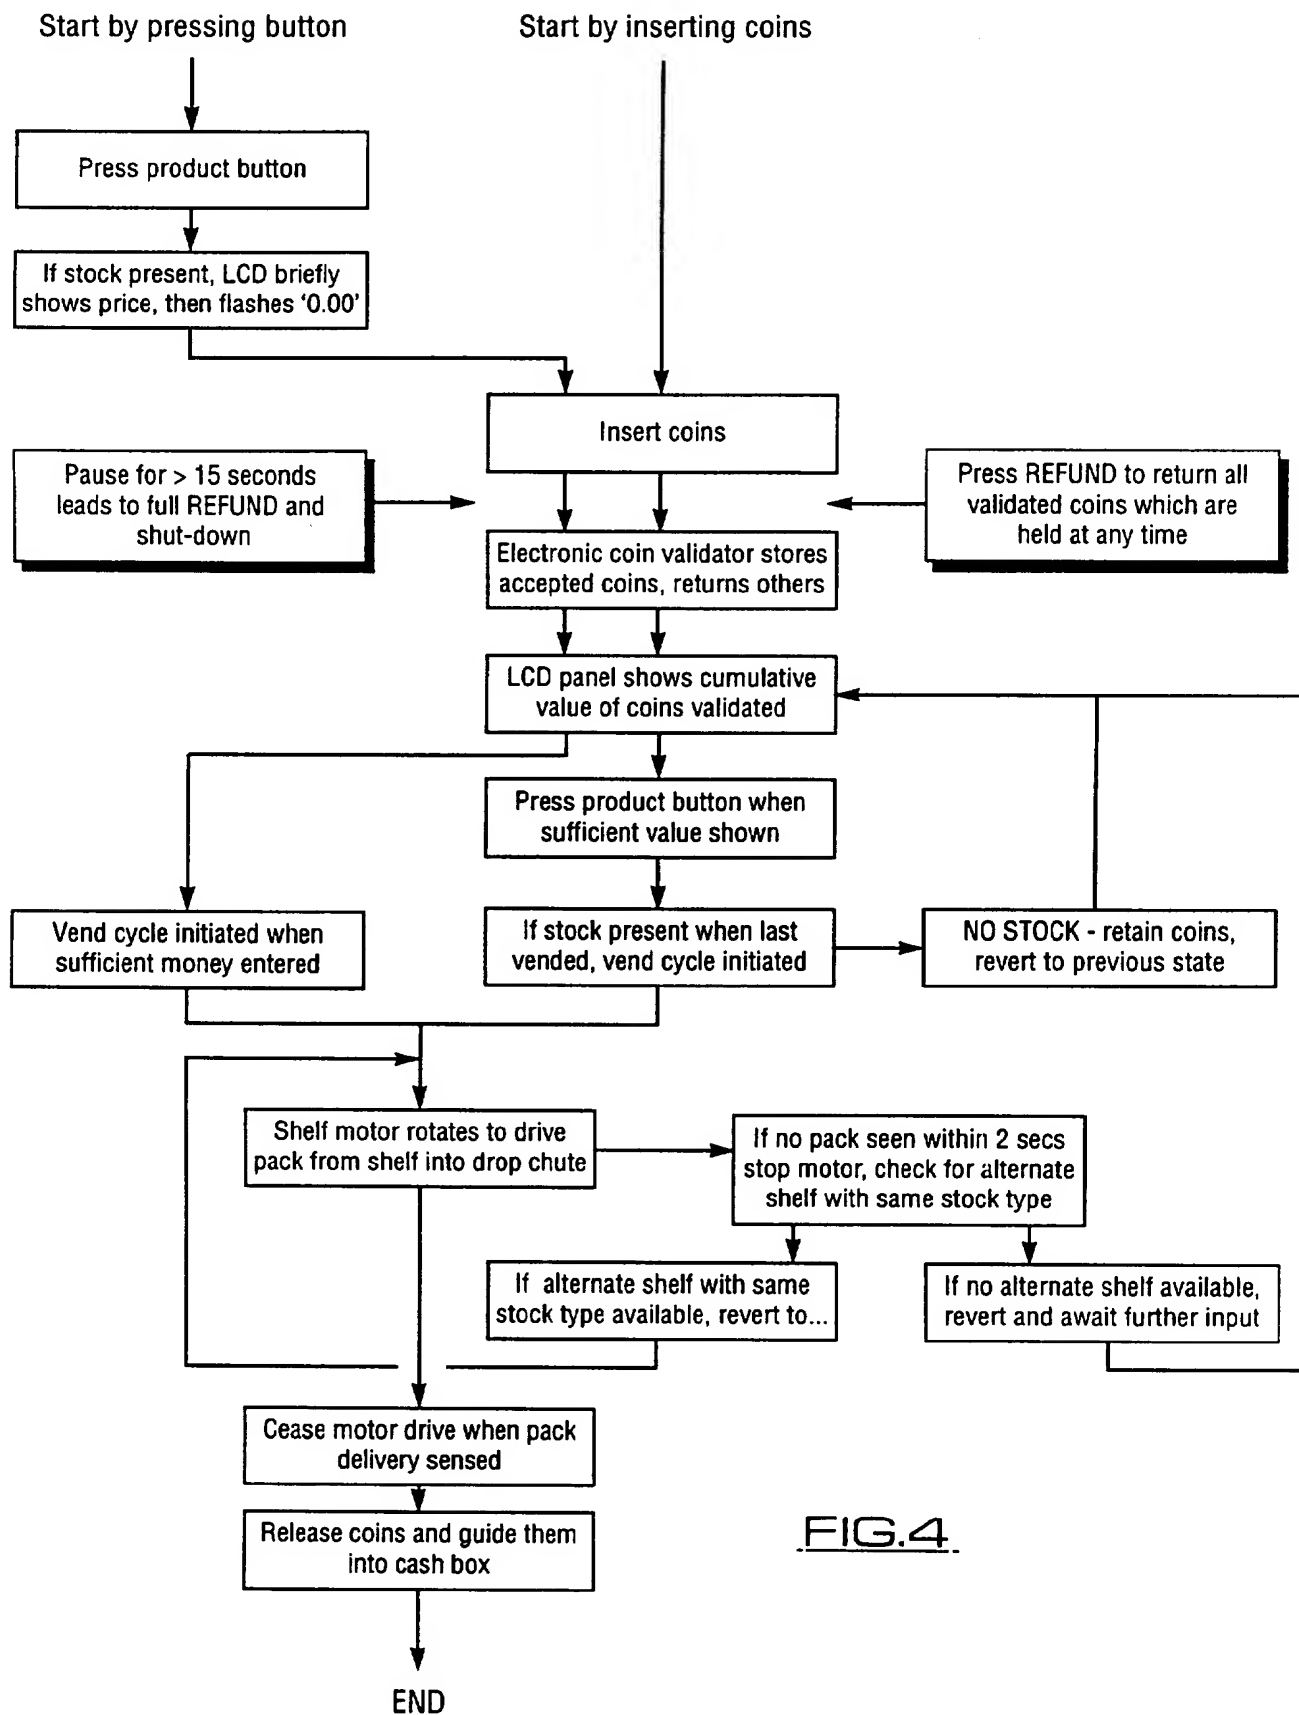 Start by pressing button
Start by inserting coins
Press product button
If stock present, LCD briefly
shows price, then flashes ‘0.00’
Insert coins
Pause for > 15 seconds
leads to full REFUND and
shut-down
Press REFUND to return all
validated coins which are
held at any time
Electronic coin validator stores
accepted coins, returns others
LCD panel shows cumulative
value of coins validated
Press product button when
sufficient value shown
Vend cycle initiated when
sufficient money entered
If stock present when last
vended, vend cycle initiated
NO STOCK - retain coins,
revert to previous state
Shelf motor rotates to drive
pack from shelf into drop chute
If no pack seen within 2 secs
stop motor, check for alternate
shelf with same stock type
If alternate shelf with same
stock type available, revert to...
If no alternate shelf available,
revert and await further input
Cease motor drive when pack
delivery sensed
Release coins and guide them
into cash box
FIG.4
END